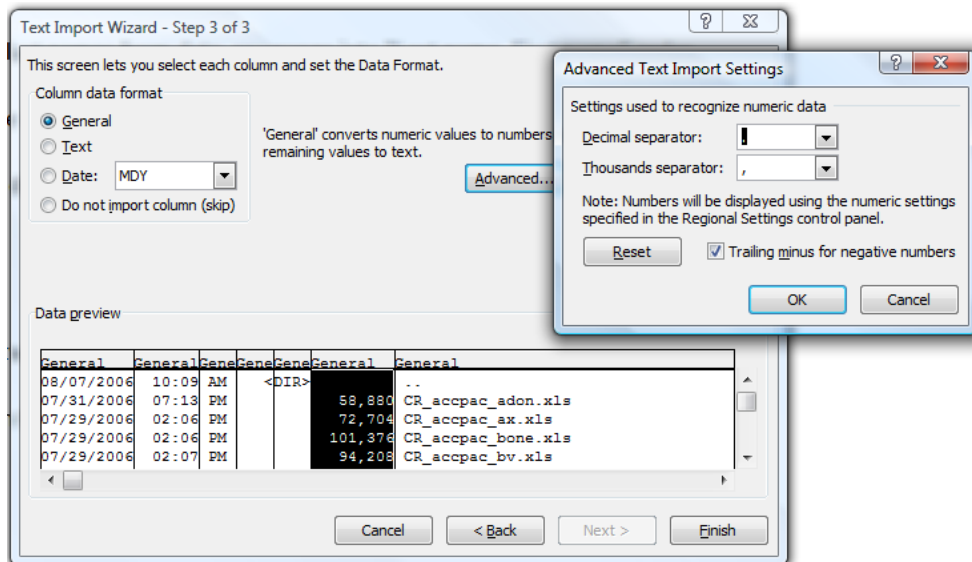 Text Import Wizard - Step 3 of 3
This screen lets you select each column and set the Data Format.
Column data format
General
Text
Date: MDY
Do not import column (skip)
'General' converts numeric values to numbers
remaining values to text.
Advanced...
Advanced Text Import Settings
Settings used to recognize numeric data
Decimal separator: .
Thousands separator: ,
Note: Numbers will be displayed using the numeric settings
specified in the Regional Settings control panel.
Reset Trailing minus for negative numbers
OK Cancel
Data preview
General General Gene Gene Gene General General
08/07/2006 10:09 AM <DIR> ..
07/31/2006 07:13 PM 58,880 CR_accpac_adon.xls
07/29/2006 02:06 PM 72,704 CR_accpac_ax.xls
07/29/2006 02:06 PM 101,376 CR_accpac_bone.xls
07/29/2006 02:07 PM 94,208 CR_accpac_bv.xls
Cancel < Back Next > Finish